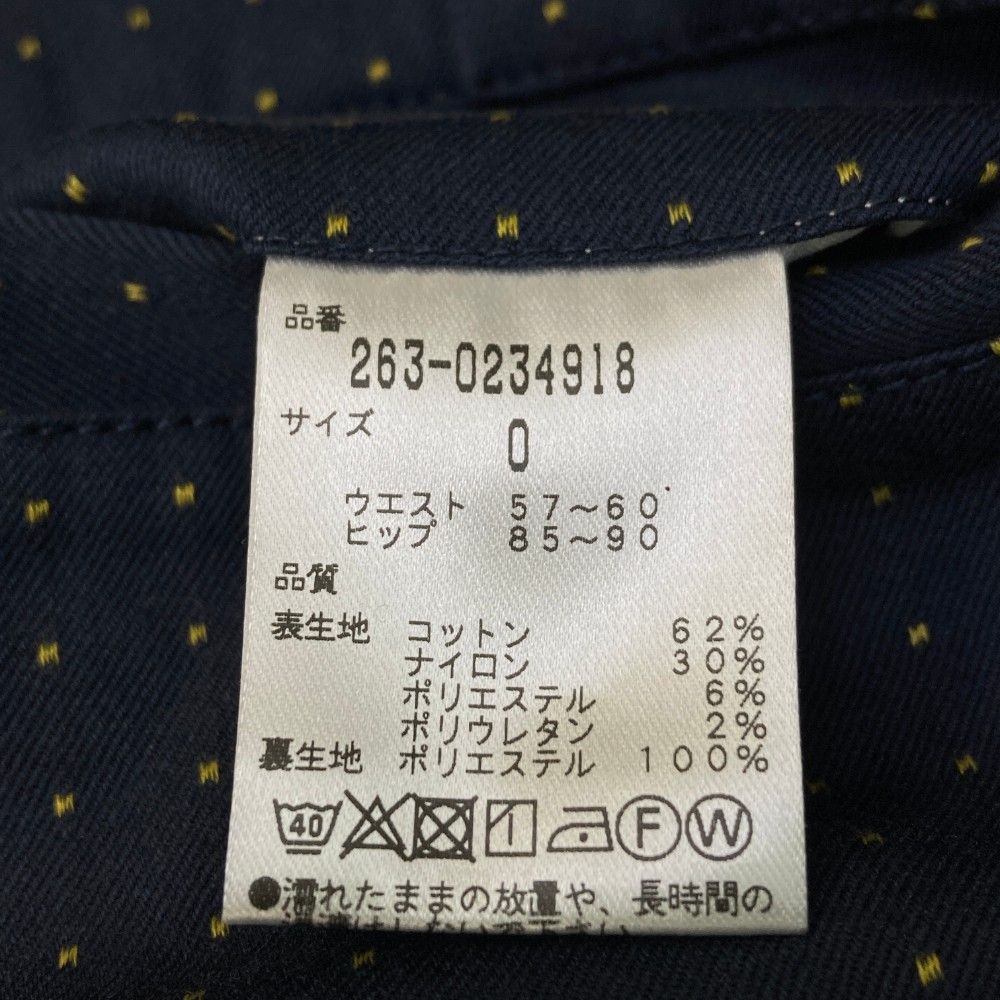 品番
263-0234918
サイズ
0
ウエスト 57〜60
ヒップ 85〜90
品質
表生地 コットン 62%
ナイロン 30%
ポリエステル 6%
ポリウレタン 2%
裏生地 ポリエステル 100%
40 F W
●濡れたままの放置や、長時間の